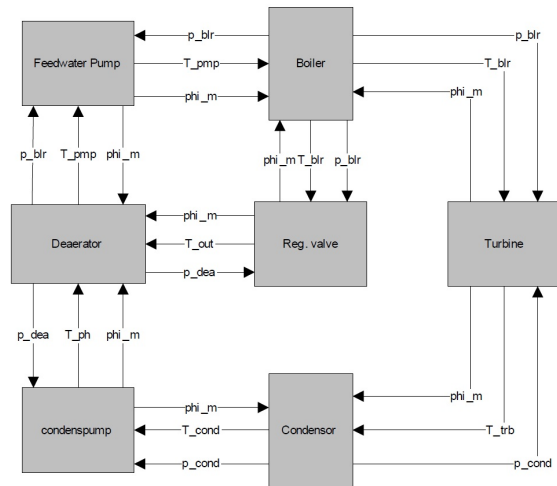 p_blr
p_blr
Feedwater Pump
T_pmp
Boiler
T_blr
phi_m
phi_m
p_blr
T_pmp
phi_m
phi_m
T_blr
p_blr
phi_m
Deaerator
T_out
Reg. valve
Turbine
p_dea
p_dea
T_ph
phi_m
phi_m
phi_m
condenspump
T_cond
Condensor
T_trb
p_cond
p_cond